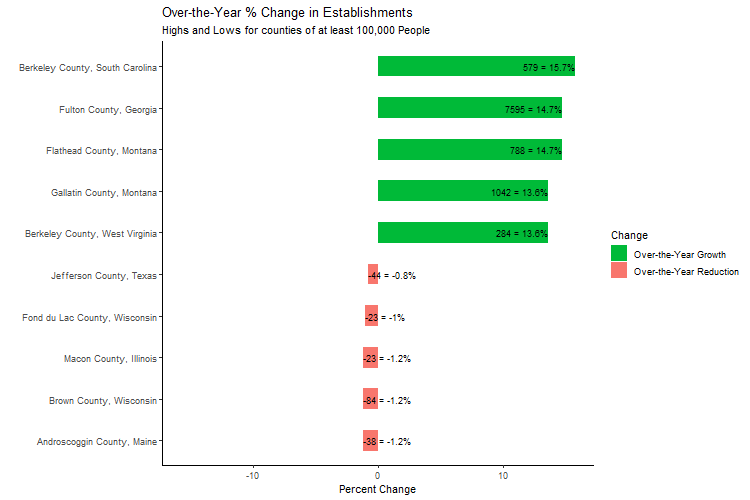 Over-the-Year % Change in Establishments
Highs and Lows for counties of at least 100,000 People
Berkeley County, South Carolina
579 = 15.7%
Fulton County, Georgia
7595 = 14.7%
Flathead County, Montana
788 = 14.7%
Gallatin County, Montana
1042 = 13.6%
Berkeley County, West Virginia
284 = 13.6%
Jefferson County, Texas
-44 = -0.8%
Fond du Lac County, Wisconsin
-23 = -1%
Macon County, Illinois
-23 = -1.2%
Brown County, Wisconsin
-84 = -1.2%
Androscoggin County, Maine
-38 = -1.2%
-10
0
10
Percent Change
Change
Over-the-Year Growth
Over-the-Year Reduction